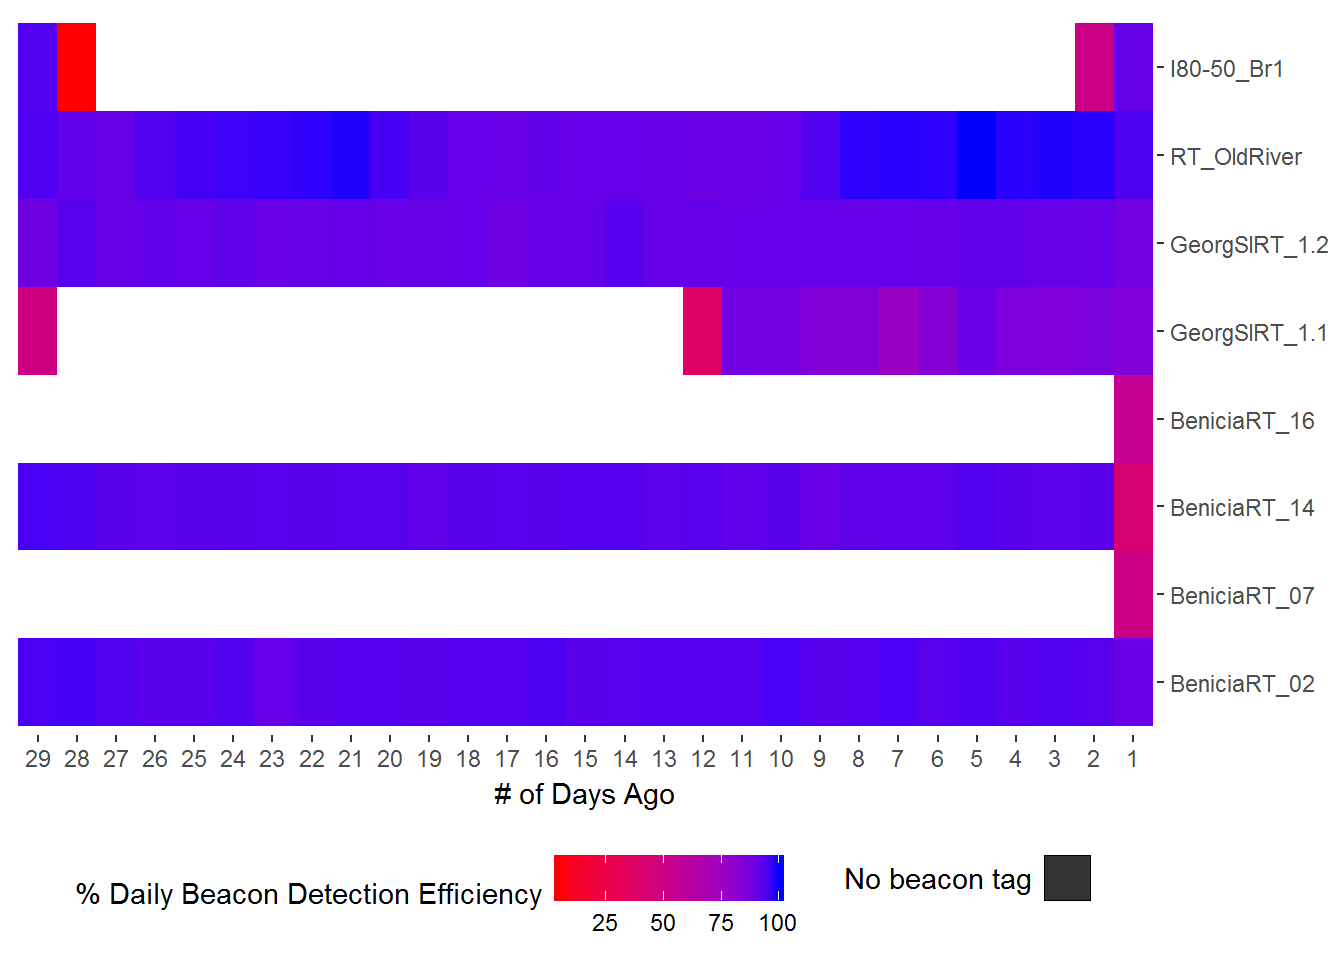 I80-50_Br1
RT_OldRiver
GeorgSlRT_1.2
GeorgSlRT_1.1
BeniciaRT_16
BeniciaRT_14
BeniciaRT_07
BeniciaRT_02
29 28 27 26 25 24 23 22 21 20 19 18 17 16 15 14 13 12 11 10 9 8 7 6 5 4 3 2 1
# of Days Ago
% Daily Beacon Detection Efficiency
25 50 75 100
No beacon tag